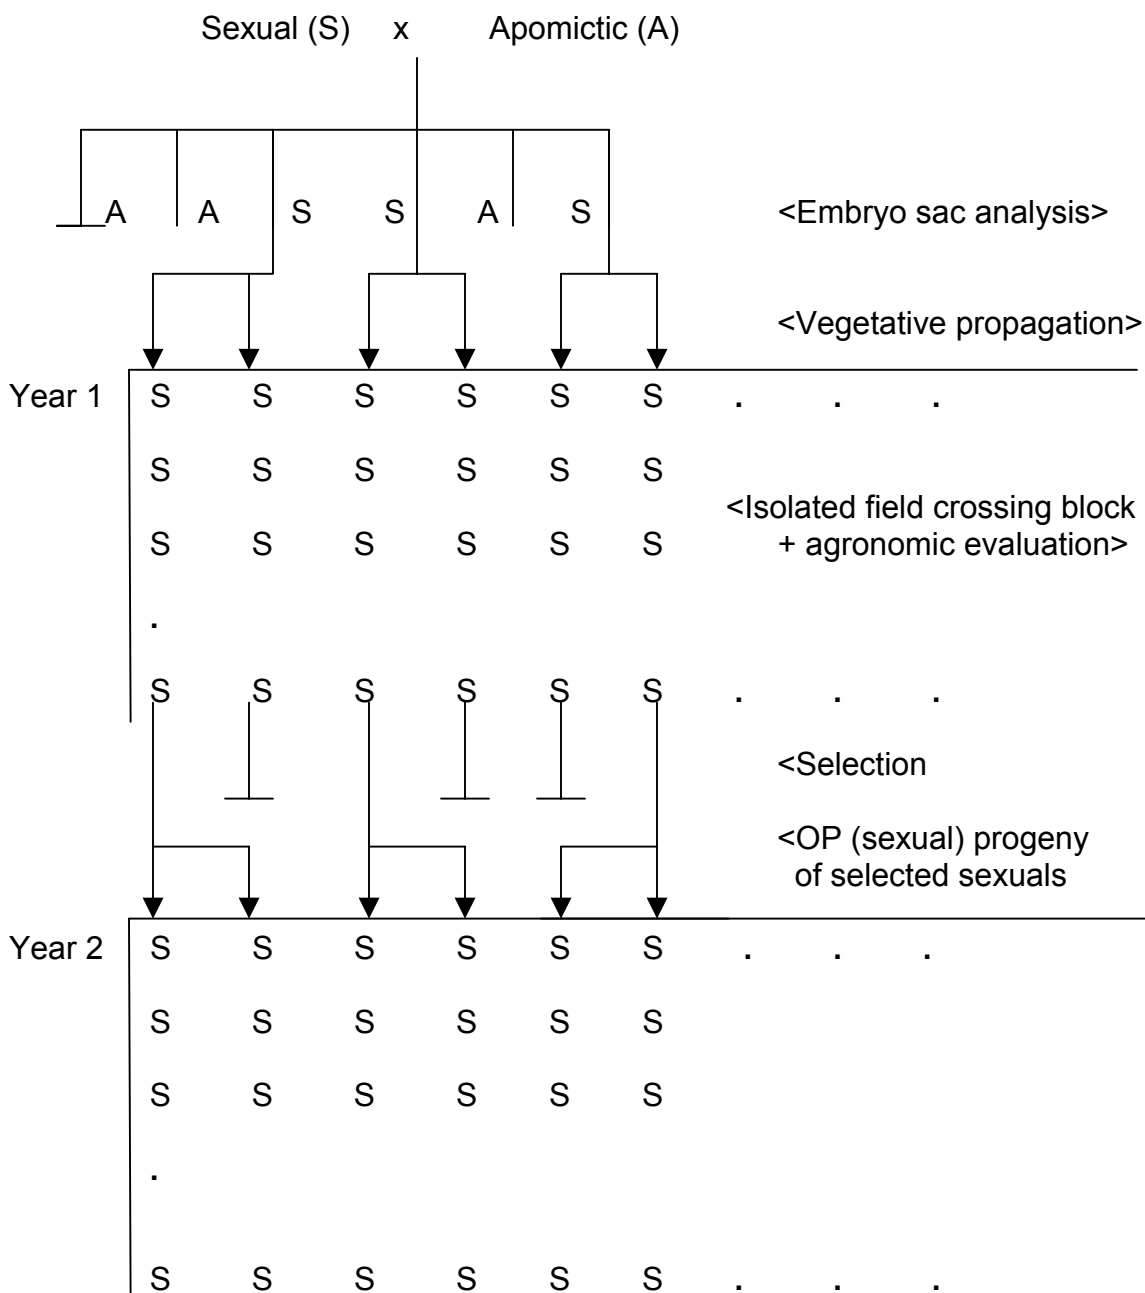 Sexual (S) x Apomictic (A)
A A S S A S <Embryo sac analysis>
<Vegetative propagation>
Year 1 S S S S S S . . .
S S S S S S
<Isolated field crossing block
S S S S S S + agronomic evaluation>
.
S S S S S S . . .
<Selection
<OP (sexual) progeny
of selected sexuals
Year 2 S S S S S S . . .
S S S S S S
S S S S S S
.
S S S S S S . . .